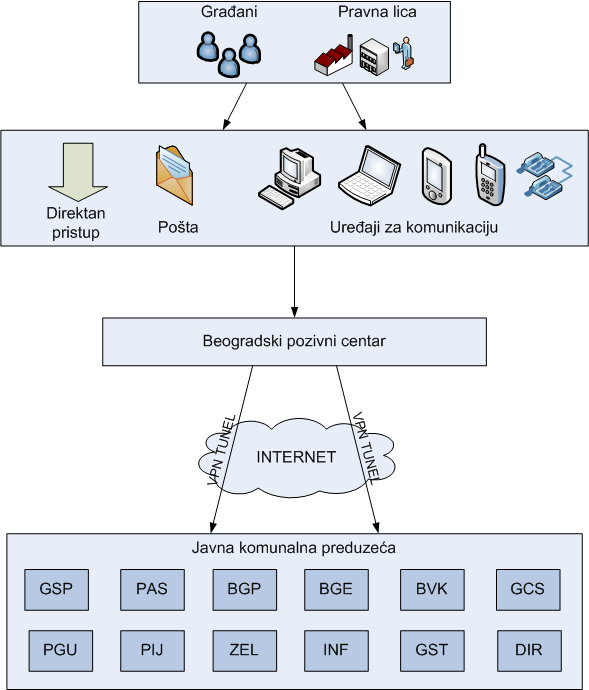 Građani
Pravna lica
Direktan
pristup
Pošta
Uređaji za komunikaciju
Beogradski pozivni centar
VPN TUNEL
INTERNET
VPN TUNEL
Javna komunalna preduzeća
GSP
PAS
BGP
BGE
BVK
GCS
PGU
PIJ
ZEL
INF
GST
DIR